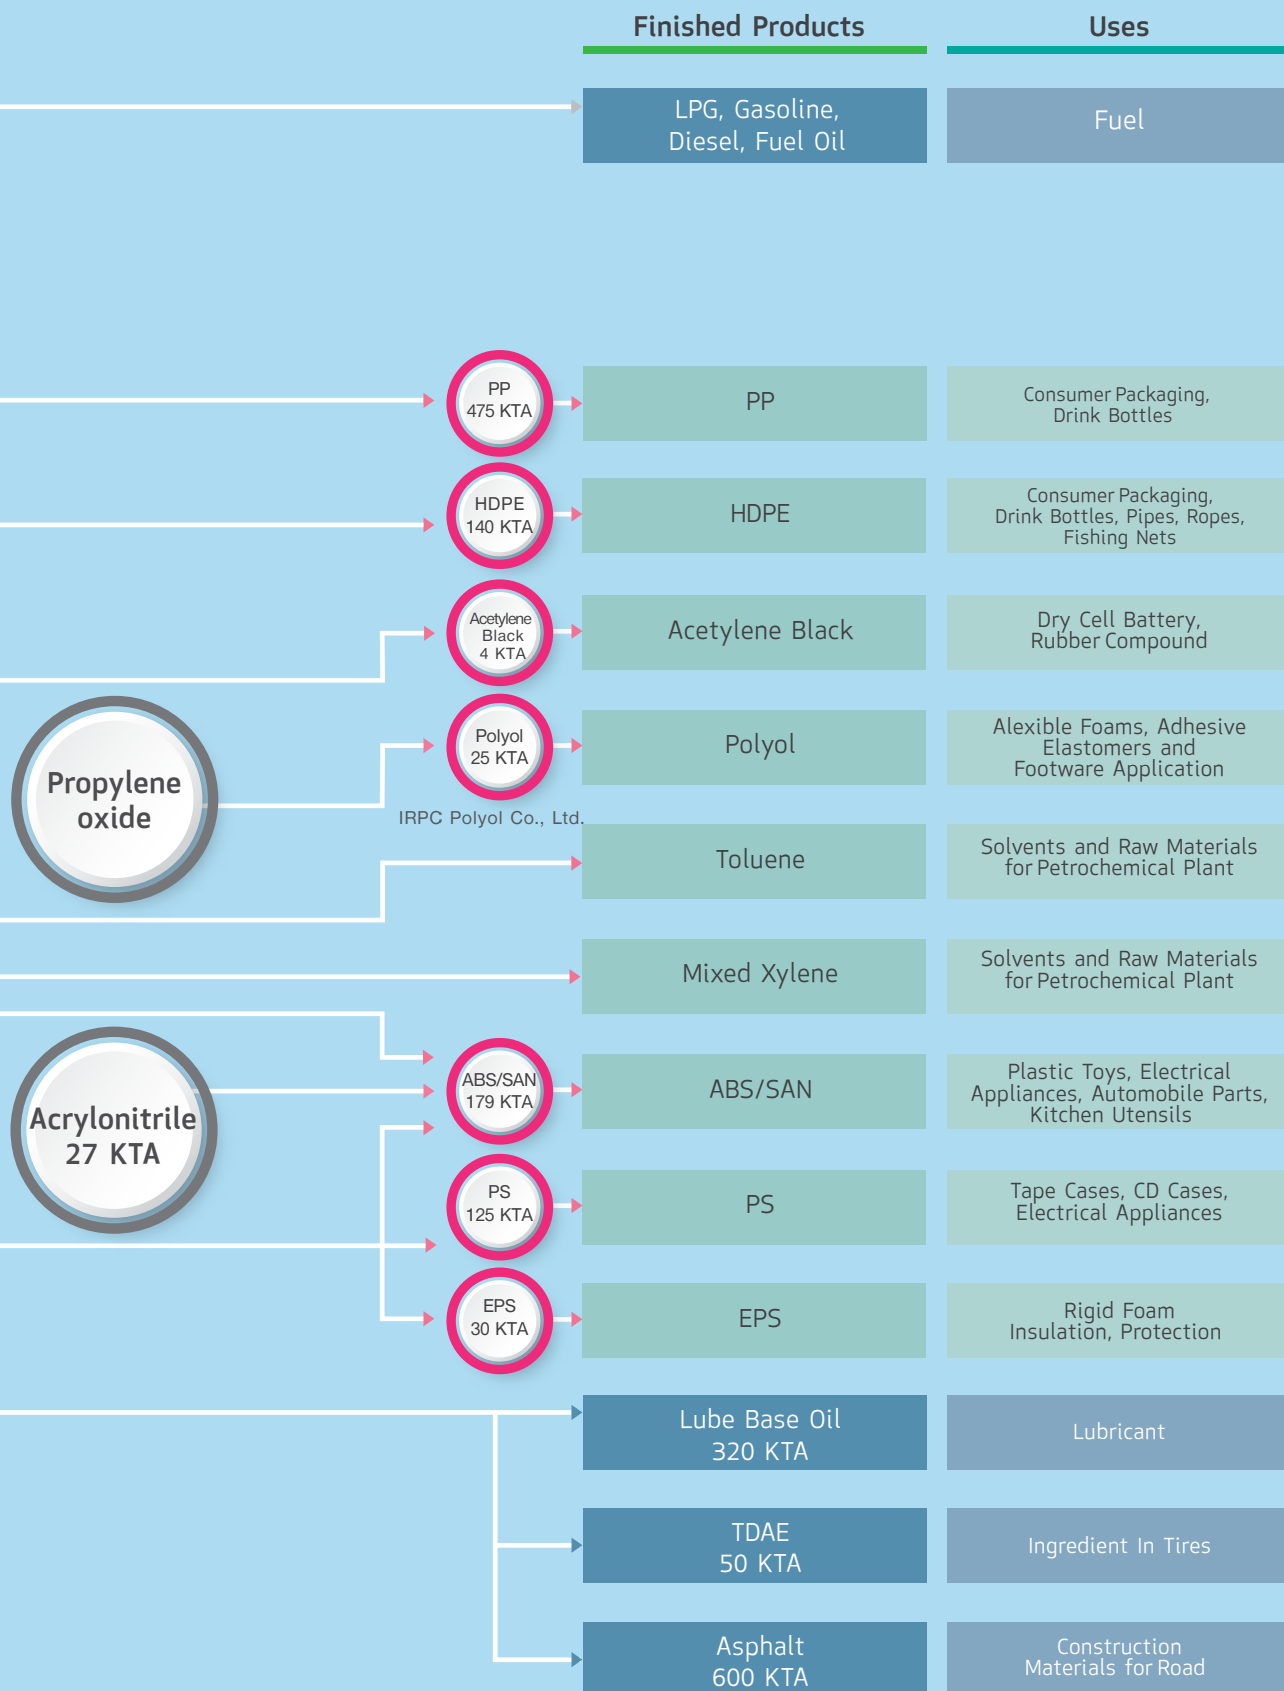 Finished Products
Uses
LPG, Gasoline,
Diesel, Fuel Oil
Fuel
PP
475 KTA
PP
Consumer Packaging,
Drink Bottles
HDPE
140 KTA
HDPE
Consumer Packaging,
Drink Bottles, Pipes, Ropes,
Fishing Nets
Acetylene
Black
4 KTA
Acetylene Black
Dry Cell Battery,
Rubber Compound
Propylene
oxide
Polyol
25 KTA
IRPC Polyol Co., Ltd.
Polyol
Alexible Foams, Adhesive
Elastomers and
Footware Application
Toluene
Solvents and Raw Materials
for Petrochemical Plant
Mixed Xylene
Solvents and Raw Materials
for Petrochemical Plant
Acrylonitrile
27 KTA
ABS/SAN
179 KTA
ABS/SAN
Plastic Toys, Electrical
Appliances, Automobile Parts,
Kitchen Utensils
PS
125 KTA
PS
Tape Cases, CD Cases,
Electrical Appliances
EPS
30 KTA
EPS
Rigid Foam
Insulation, Protection
Lube Base Oil
320 KTA
Lubricant
TDAE
50 KTA
Ingredient In Tires
Asphalt
600 KTA
Construction
Materials for Road